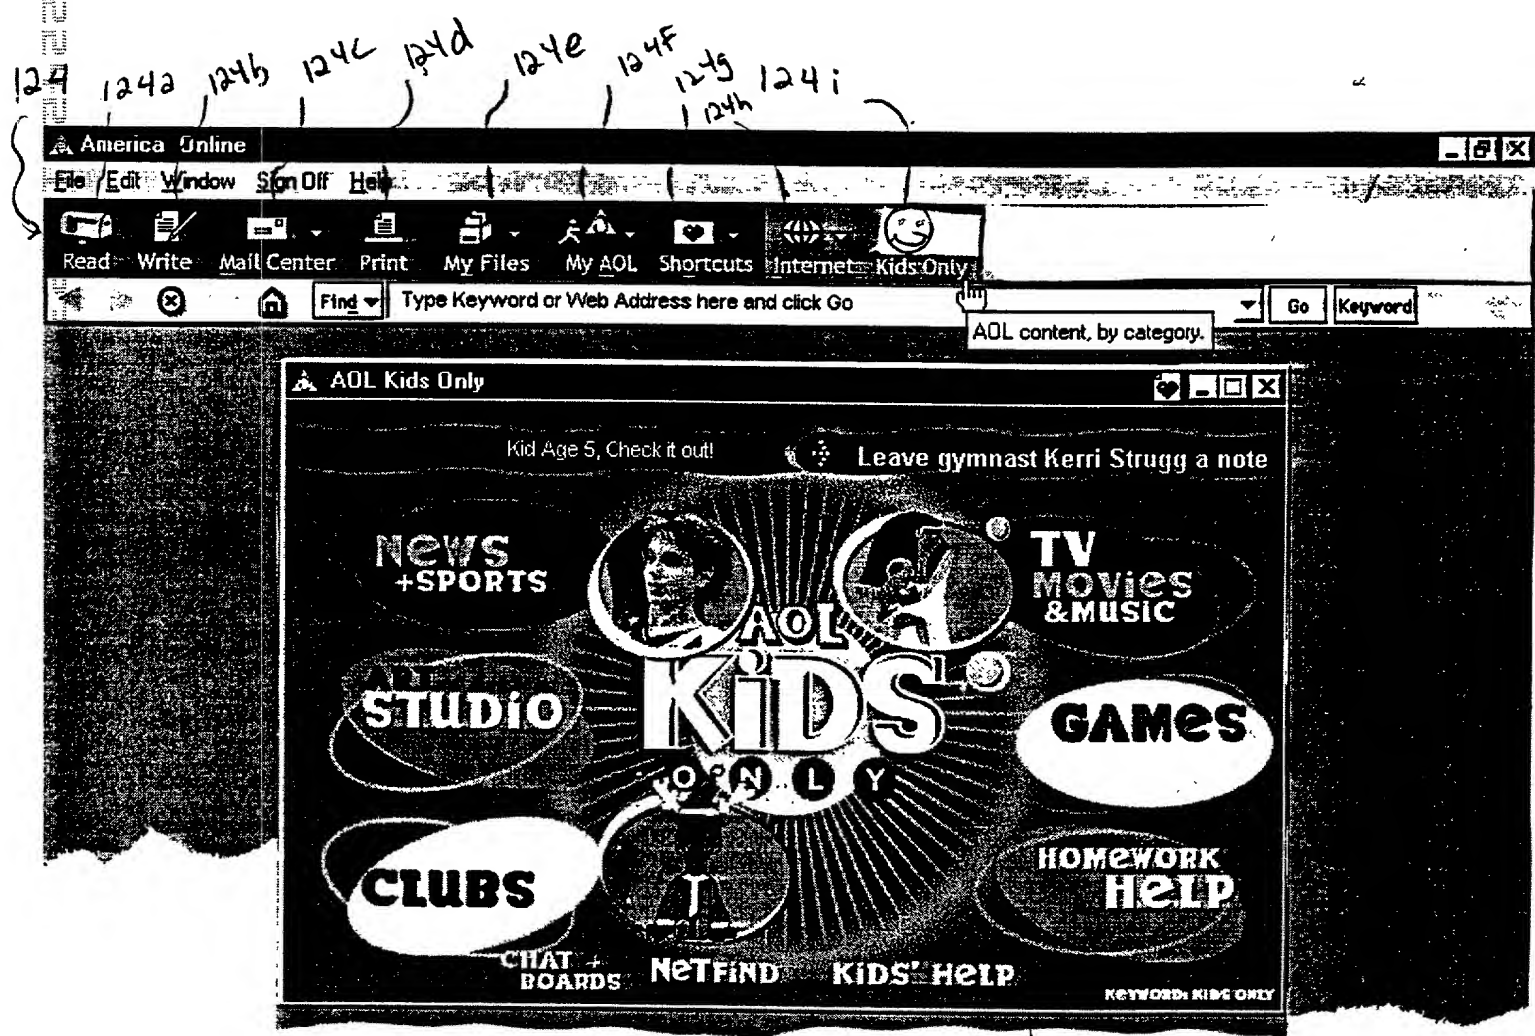 124 124a 124b 124c 124d 124e 124f 124g 124h 124i
America Online
File Edit Window Sign Off Help
Read Write Mail Center Print My Files My AOL Shortcuts Internet Kids Only
Find Type Keyword or Web Address here and click Go Go Keyword
AOL content, by category.
AOL Kids Only
Kid Age 5, Check it out! Leave gymnast Kerri Strugg a note
NeWS
+SPORTS
TV
MOVieS
&MUSiC
AOL
KiDS
ONLY
ART
STUDiO
GAMeS
CLUBS
HOMeWORK
HeLP
CHAT +
BOARDS
NeTFiND
KiDS' HeLP
KeYWORD: KiDS ONLY